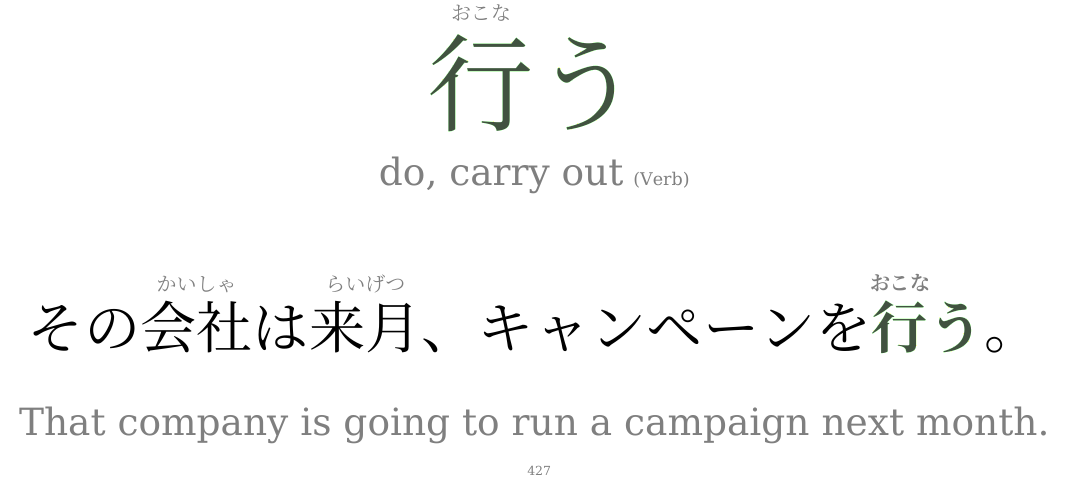 おこな
行う
do, carry out (Verb)
かいしゃ らいげつ おこな
その会社は来月、キャンペーンを行う。
That company is going to run a campaign next month.
427